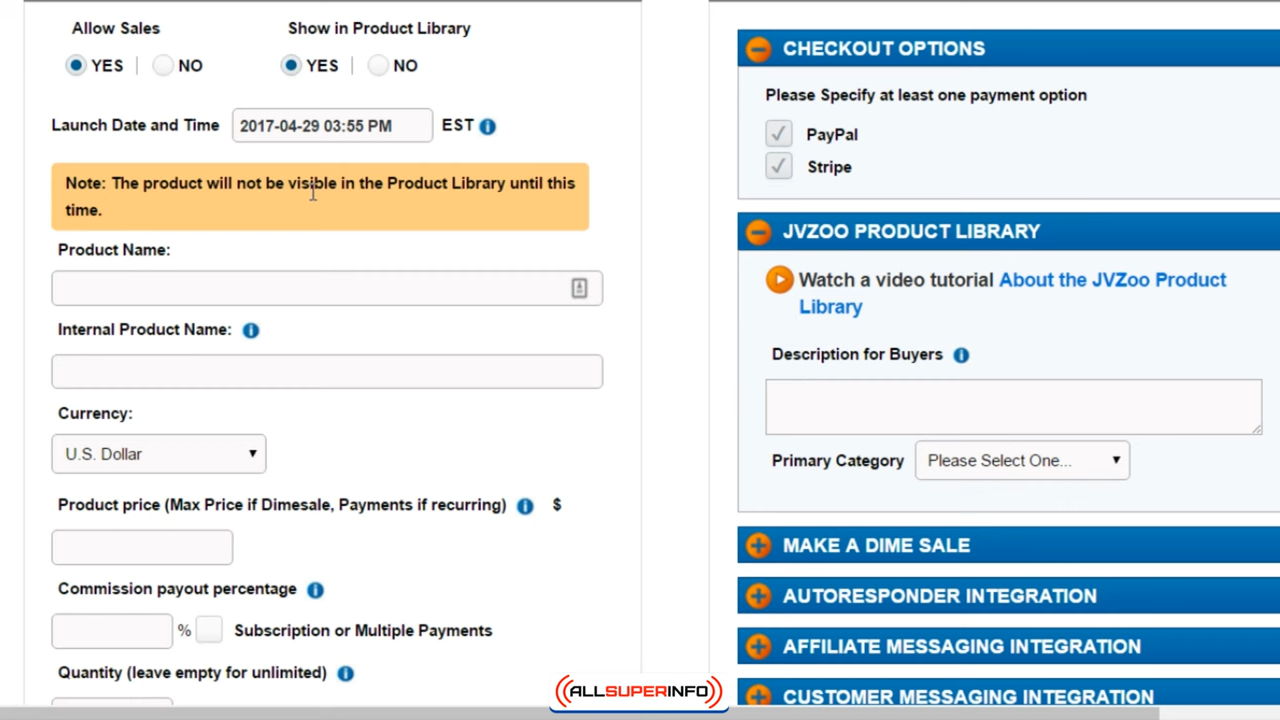 Allow Sales
Show in Product Library
YES | NO
YES | NO
Launch Date and Time 2017-04-29 03:55 PM EST
Note: The product will not be visible in the Product Library until this
time.
Product Name:
Internal Product Name:
Currency:
U.S. Dollar
Product price (Max Price if Dimesale, Payments if recurring) $
Commission payout percentage
% Subscription or Multiple Payments
Quantity (leave empty for unlimited)
CHECKOUT OPTIONS
Please Specify at least one payment option
PayPal
Stripe
JVZOO PRODUCT LIBRARY
Watch a video tutorial About the JVZoo Product
Library
Description for Buyers
Primary Category Please Select One...
MAKE A DIME SALE
AUTORESPONDER INTEGRATION
AFFILIATE MESSAGING INTEGRATION
CUSTOMER MESSAGING INTEGRATION
ALLSUPERINFO